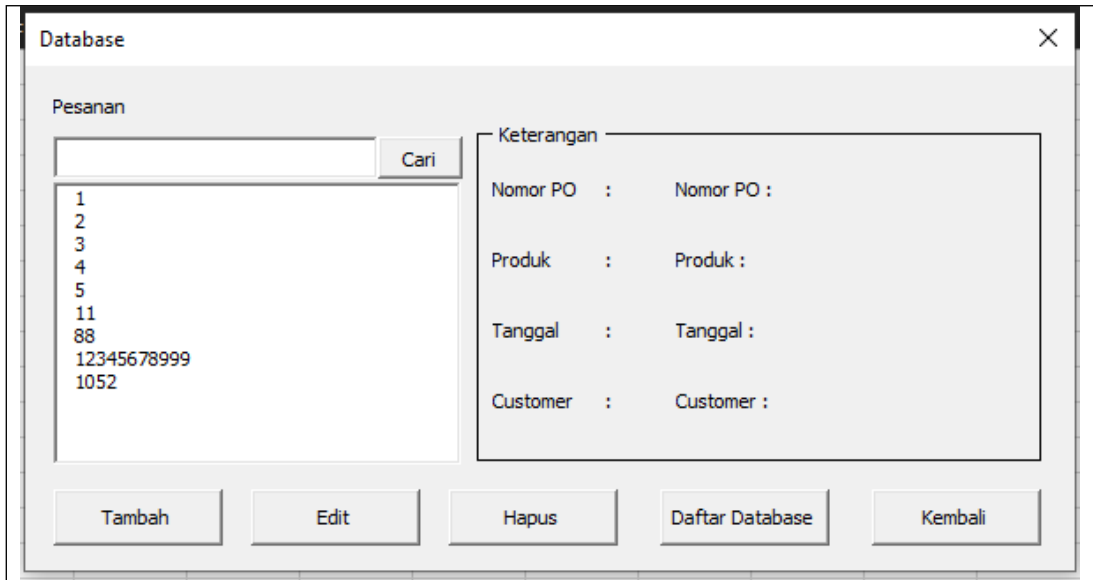 Database
Pesanan
Cari
1
2
3
4
5
11
88
12345678999
1052
Keterangan
Nomor PO : Nomor PO :
Produk : Produk :
Tanggal : Tanggal :
Customer : Customer :
Tambah Edit Hapus Daftar Database Kembali